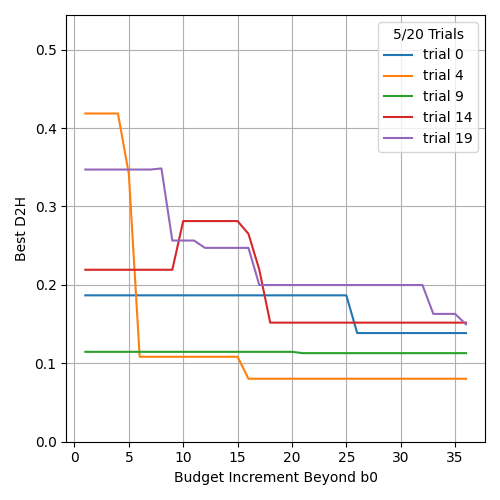 5/20 Trials
trial 0
trial 4
trial 9
trial 14
trial 19
Best D2H
0.5
0.4
0.3
0.2
0.1
0.0
0 5 10 15 20 25 30 35
Budget Increment Beyond b0